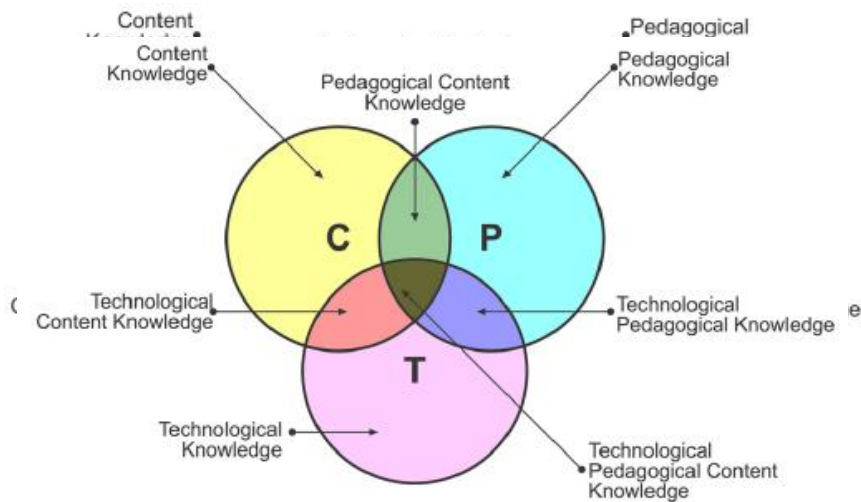 Content
Pedagogical
Content
Knowledge
Pedagogical
Knowledge
Pedagogical Content
Knowledge
C
P
Technological
Content Knowledge
Technological
Pedagogical Knowledge
T
Technological
Knowledge
Technological
Pedagogical Content
Knowledge